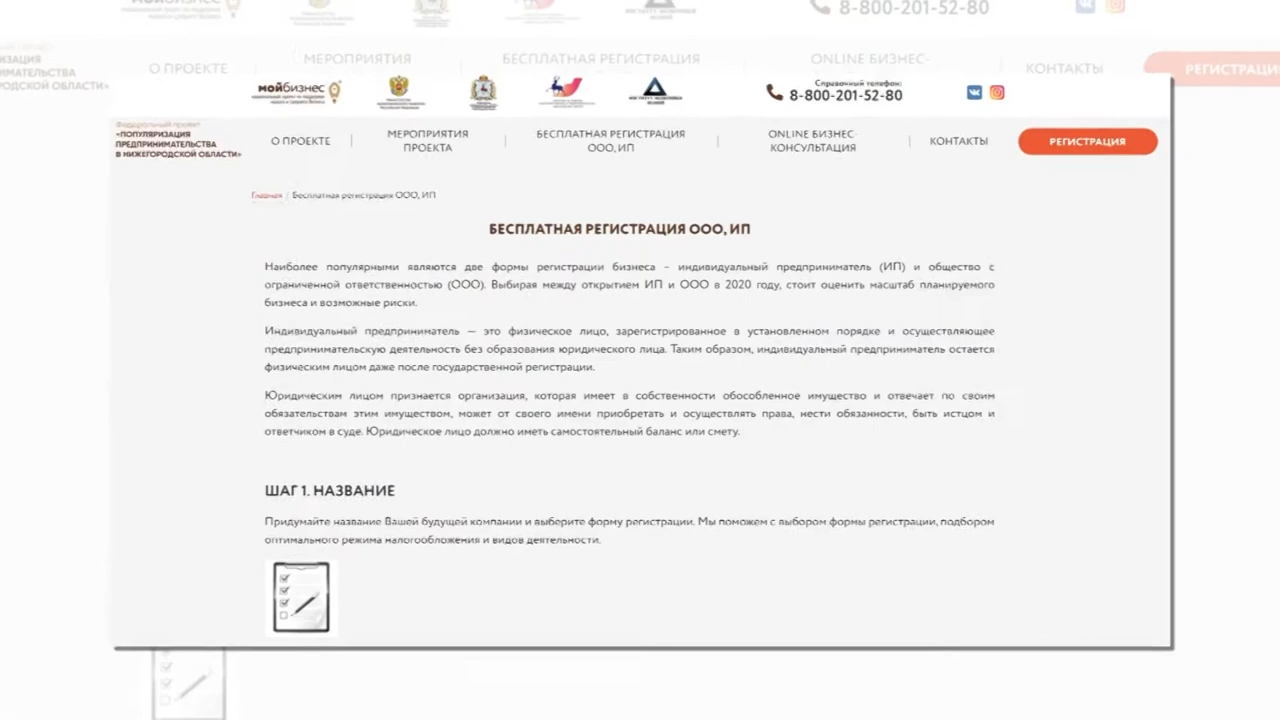 8-800-201-52-80
О ПРОЕКТЕ
МЕРОПРИЯТИЯ
БЕСПЛАТНАЯ РЕГИСТРАЦИЯ
ONLINE БИЗНЕС-
КОНТАКТЫ
мойбизнес
Справочный телефон:
8-800-201-52-80
Федеральный проект
«ПОПУЛЯРИЗАЦИЯ
ПРЕДПРИНИМАТЕЛЬСТВА
В НИЖЕГОРОДСКОЙ ОБЛАСТИ»
О ПРОЕКТЕ
МЕРОПРИЯТИЯ
ПРОЕКТА
БЕСПЛАТНАЯ РЕГИСТРАЦИЯ
ООО, ИП
ONLINE БИЗНЕС-
КОНСУЛЬТАЦИЯ
КОНТАКТЫ
РЕГИСТРАЦИЯ
Главная / Бесплатная регистрация ООО, ИП
БЕСПЛАТНАЯ РЕГИСТРАЦИЯ ООО, ИП
Наиболее популярными являются две формы регистрации бизнеса – индивидуальный предприниматель (ИП) и общество с
ограниченной ответственностью (ООО). Выбирая между открытием ИП и ООО в 2020 году, стоит оценить масштаб планируемого
бизнеса и возможные риски.
Индивидуальный предприниматель — это физическое лицо, зарегистрированное в установленном порядке и осуществляющее
предпринимательскую деятельность без образования юридического лица. Таким образом, индивидуальный предприниматель остается
физическим лицом даже после государственной регистрации.
Юридическим лицом признается организация, которая имеет в собственности обособленное имущество и отвечает по своим
обязательствам этим имуществом, может от своего имени приобретать и осуществлять права, нести обязанности, быть истцом и
ответчиком в суде. Юридическое лицо должно иметь самостоятельный баланс или смету.
ШАГ 1. НАЗВАНИЕ
Придумайте название Вашей будущей компании и выберите форму регистрации. Мы поможем с выбором формы регистрации, подбором
оптимального режима налогообложения и видов деятельности.